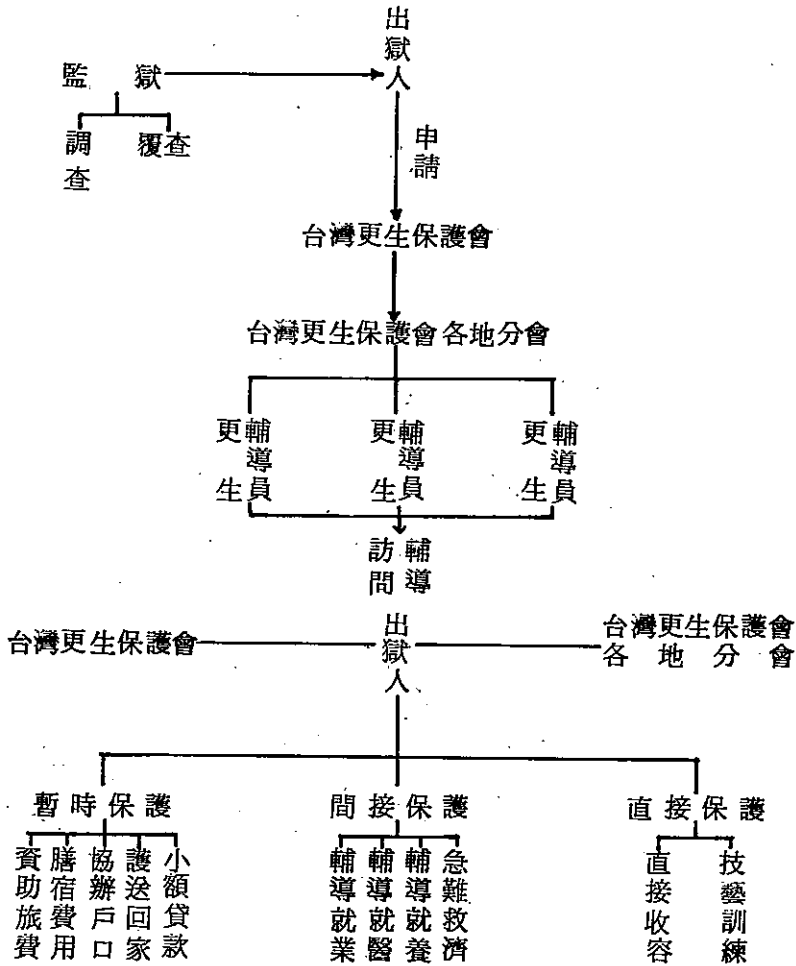 出獄人
監獄
調查
覆查
申請
台灣更生保護會
台灣更生保護會各地分會
更生輔導員
更生輔導員
更生輔導員
訪問輔導
台灣更生保護會
出獄人
台灣更生保護會
各地分會
暫時保護
間接保護
直接保護
資助旅費
膳宿費用
協辦戶口
護送回家
小額貸款
輔導就業
輔導就醫
輔導就養
急難救濟
直接收容
技藝訓練